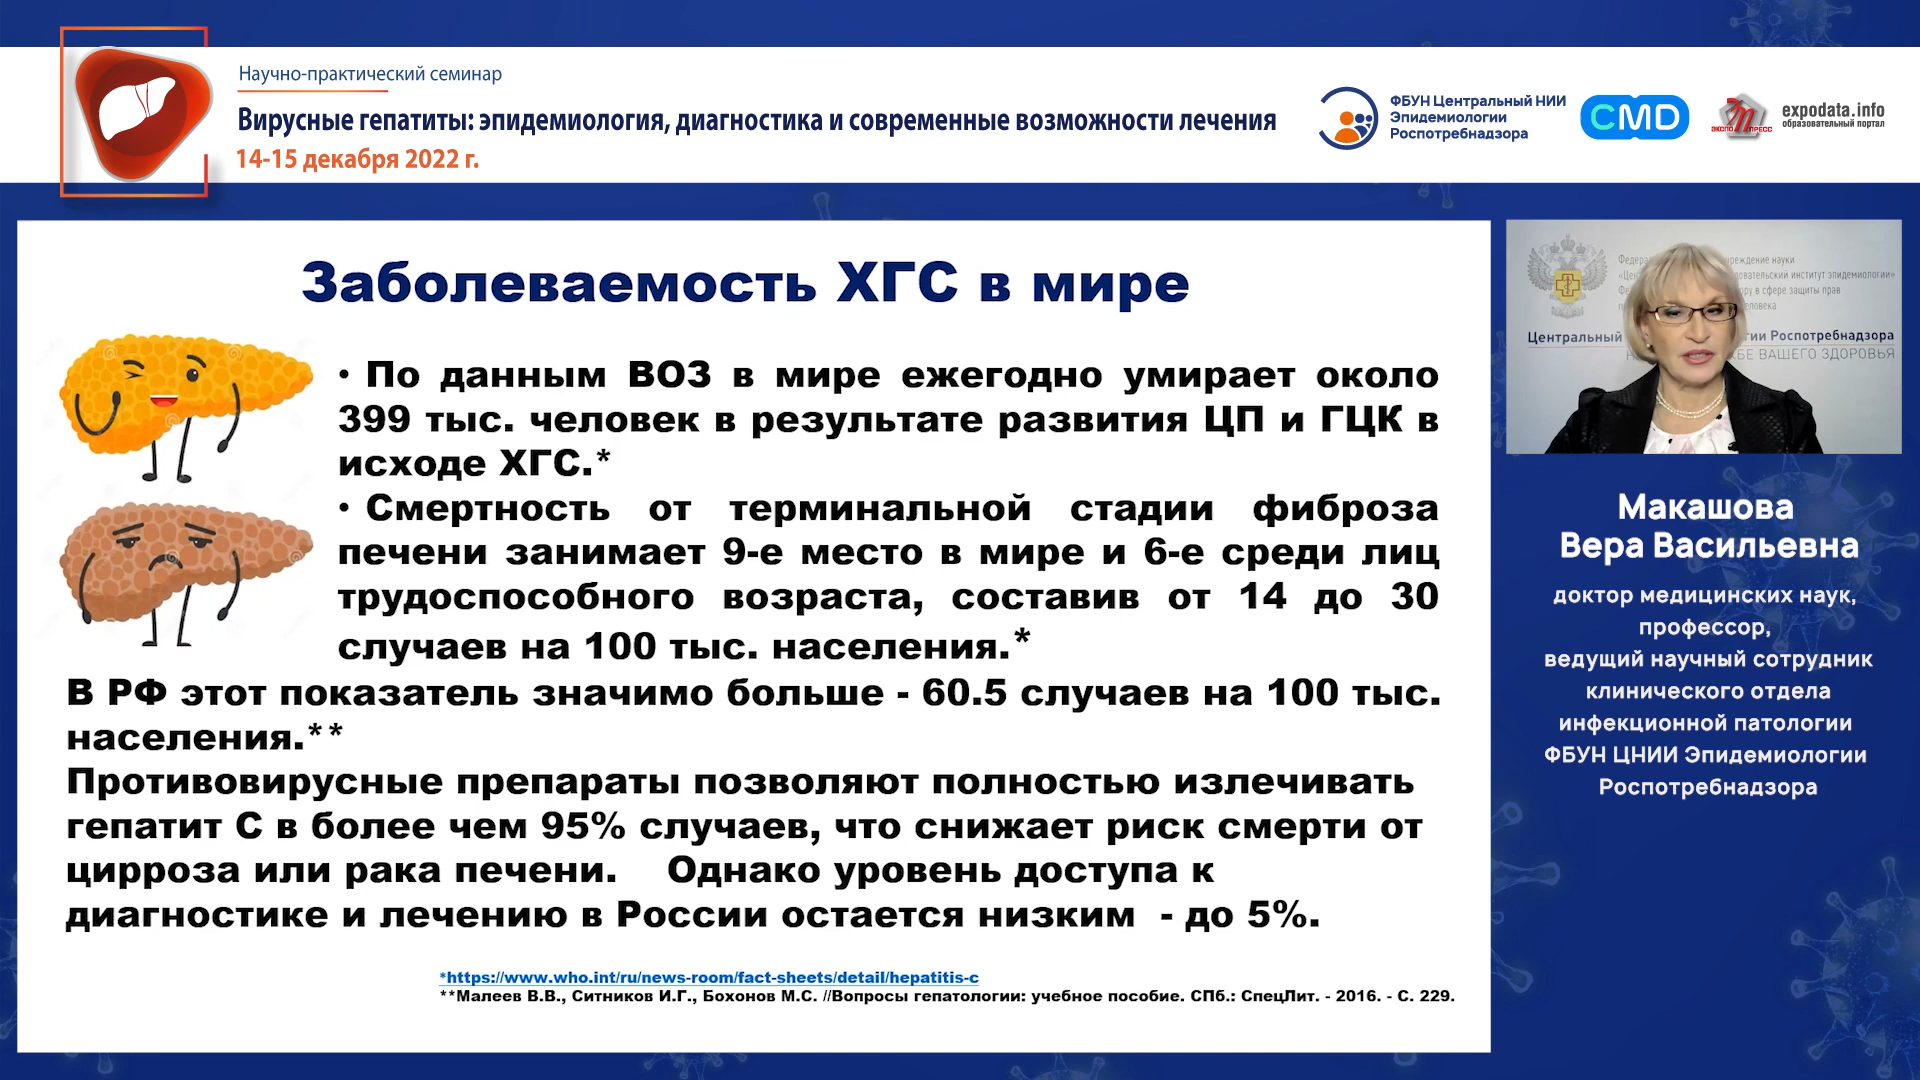 Научно-практический семинар
Вирусные гепатиты: эпидемиология, диагностика и современные возможности лечения
14-15 декабря 2022 г.
ФБУН Центральный НИИ
Эпидемиологии
Роспотребнадзора
CMD
ЭКСПО ПРЕСС
expodata.info
образовательный портал
Заболеваемость ХГС в мире
• По данным ВОЗ в мире ежегодно умирает около
399 тыс. человек в результате развития ЦП и ГЦК в
исходе ХГС.*
• Смертность от терминальной стадии фиброза
печени занимает 9-е место в мире и 6-е среди лиц
трудоспособного возраста, составив от 14 до 30
случаев на 100 тыс. населения.*
В РФ этот показатель значимо больше - 60.5 случаев на 100 тыс.
населения.**
Противовирусные препараты позволяют полностью излечивать
гепатит С в более чем 95% случаев, что снижает риск смерти от
цирроза или рака печени. Однако уровень доступа к
диагностике и лечению в России остается низким - до 5%.
*https://www.who.int/ru/news-room/fact-sheets/detail/hepatitis-c
**Малеев В.В., Ситников И.Г., Бохонов М.С. //Вопросы гепатологии: учебное пособие. СПб.: СпецЛит. - 2016. - С. 229.
Центральный Роспотребнадзора
ВАШЕГО ЗДОРОВЬЯ
Макашова
Вера Васильевна
доктор медицинских наук,
профессор,
ведущий научный сотрудник
клинического отдела
инфекционной патологии
ФБУН ЦНИИ Эпидемиологии
Роспотребнадзора